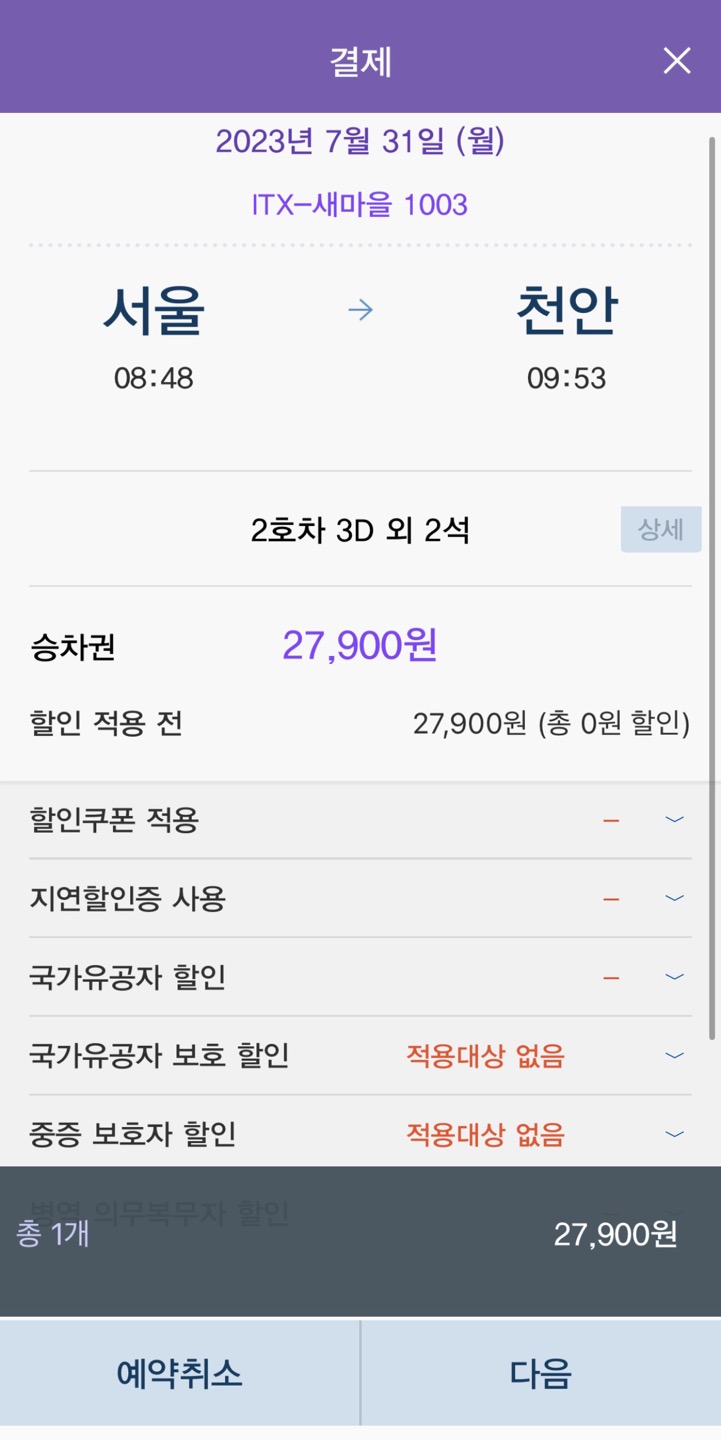 결제
2023년 7월 31일 (월)
ITX-새마을 1003
서울 → 천안
08:48 09:53
2호차 3D 외 2석 상세
승차권 27,900원
할인 적용 전 27,900원 (총 0원 할인)
할인쿠폰 적용 -
지연할인증 사용 -
국가유공자 할인 -
국가유공자 보호 할인 적용대상 없음
중증 보호자 할인 적용대상 없음
병역 의무복무자 할인
총 1개 27,900원
예약취소 다음